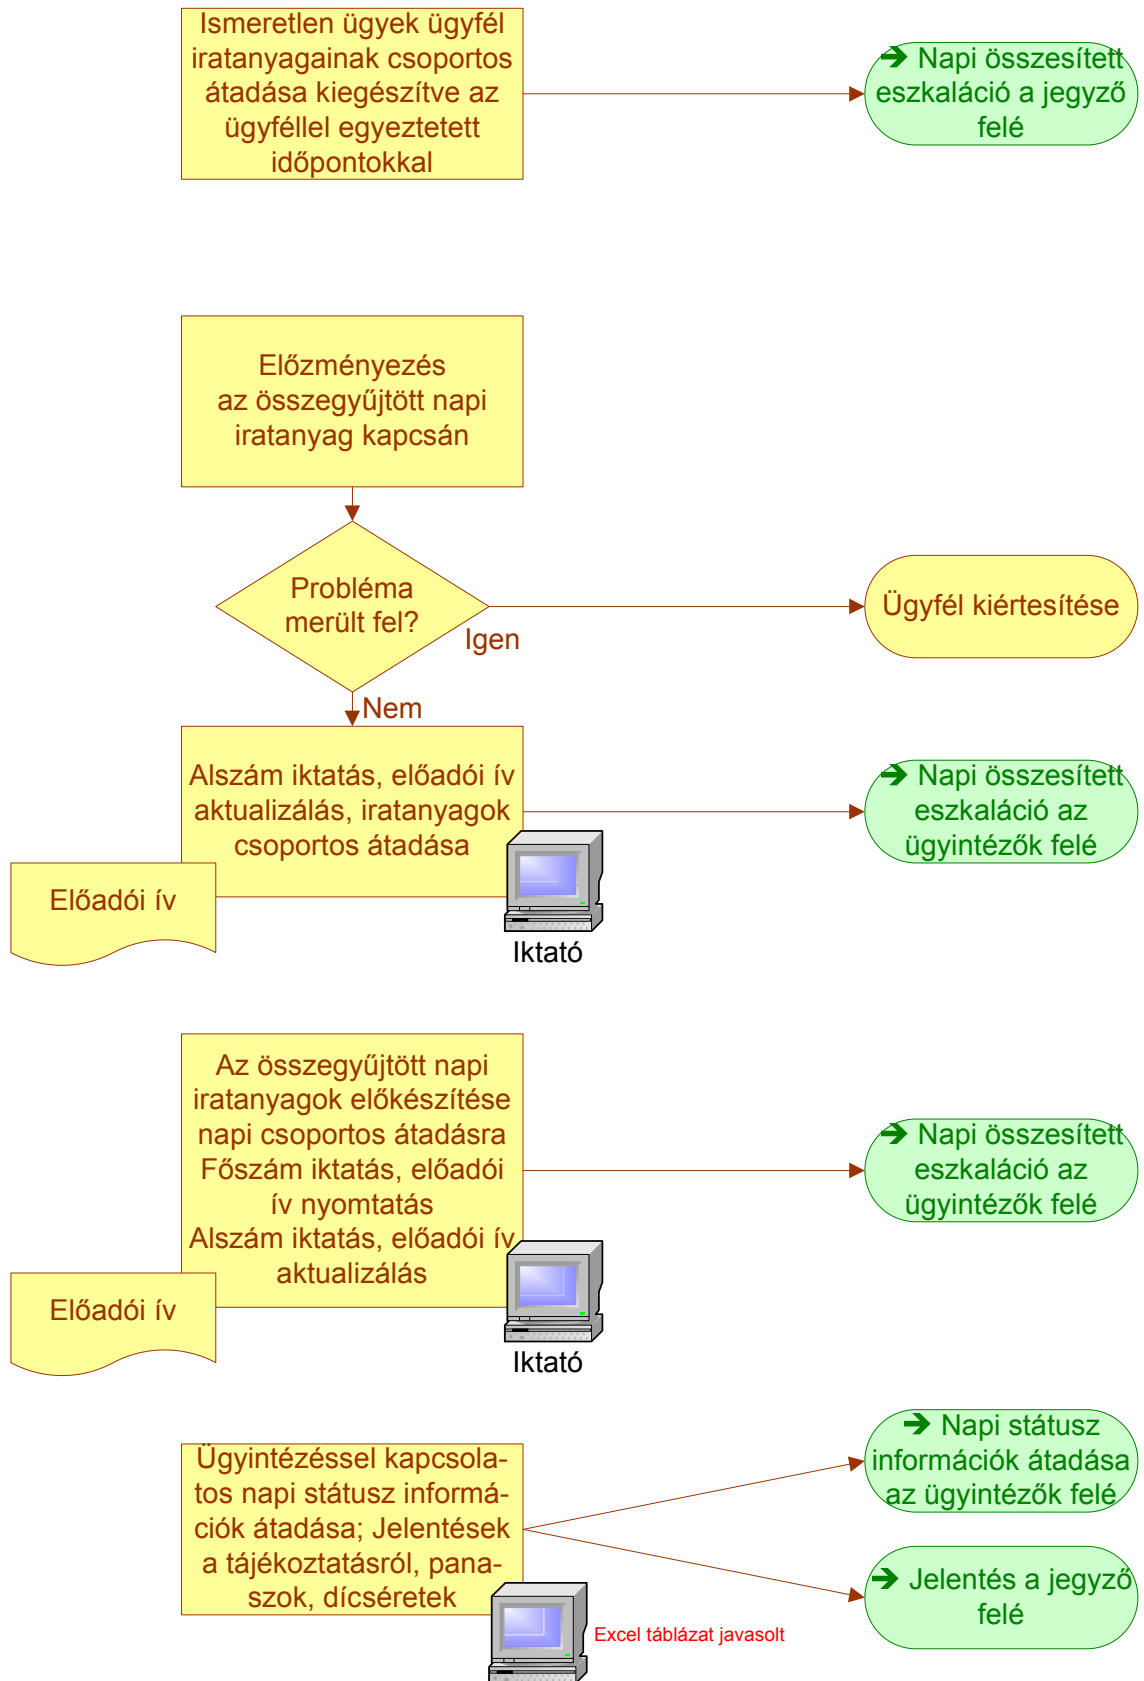 Ismeretlen ügyek ügyfél
iratanyagainak csoportos
átadása kiegészítve az
ügyféllel egyeztetett
időpontokkal
➔ Napi összesített
eszkaláció a jegyző
felé
Előzményezés
az összegyűjtött napi
iratanyag kapcsán
Probléma
merült fel?
Igen
Ügyfél kiértesítése
Nem
Alszám iktatás, előadói ív
aktualizálás, iratanyagok
csoportos átadása
➔ Napi összesített
eszkaláció az
ügyintézők felé
Előadói ív
Iktató
Az összegyűjtött napi
iratanyagok előkészítése
napi csoportos átadásra
Főszám iktatás, előadói
ív nyomtatás
Alszám iktatás, előadói ív
aktualizálás
➔ Napi összesített
eszkaláció az
ügyintézők felé
Előadói ív
Iktató
Ügyintézéssel kapcsola-
tos napi státusz informá-
ciók átadása; Jelentések
a tájékoztatásról, pana-
szok, dícséretek
➔ Napi státusz
információk átadása
az ügyintézők felé
➔ Jelentés a jegyző
felé
Excel táblázat javasolt